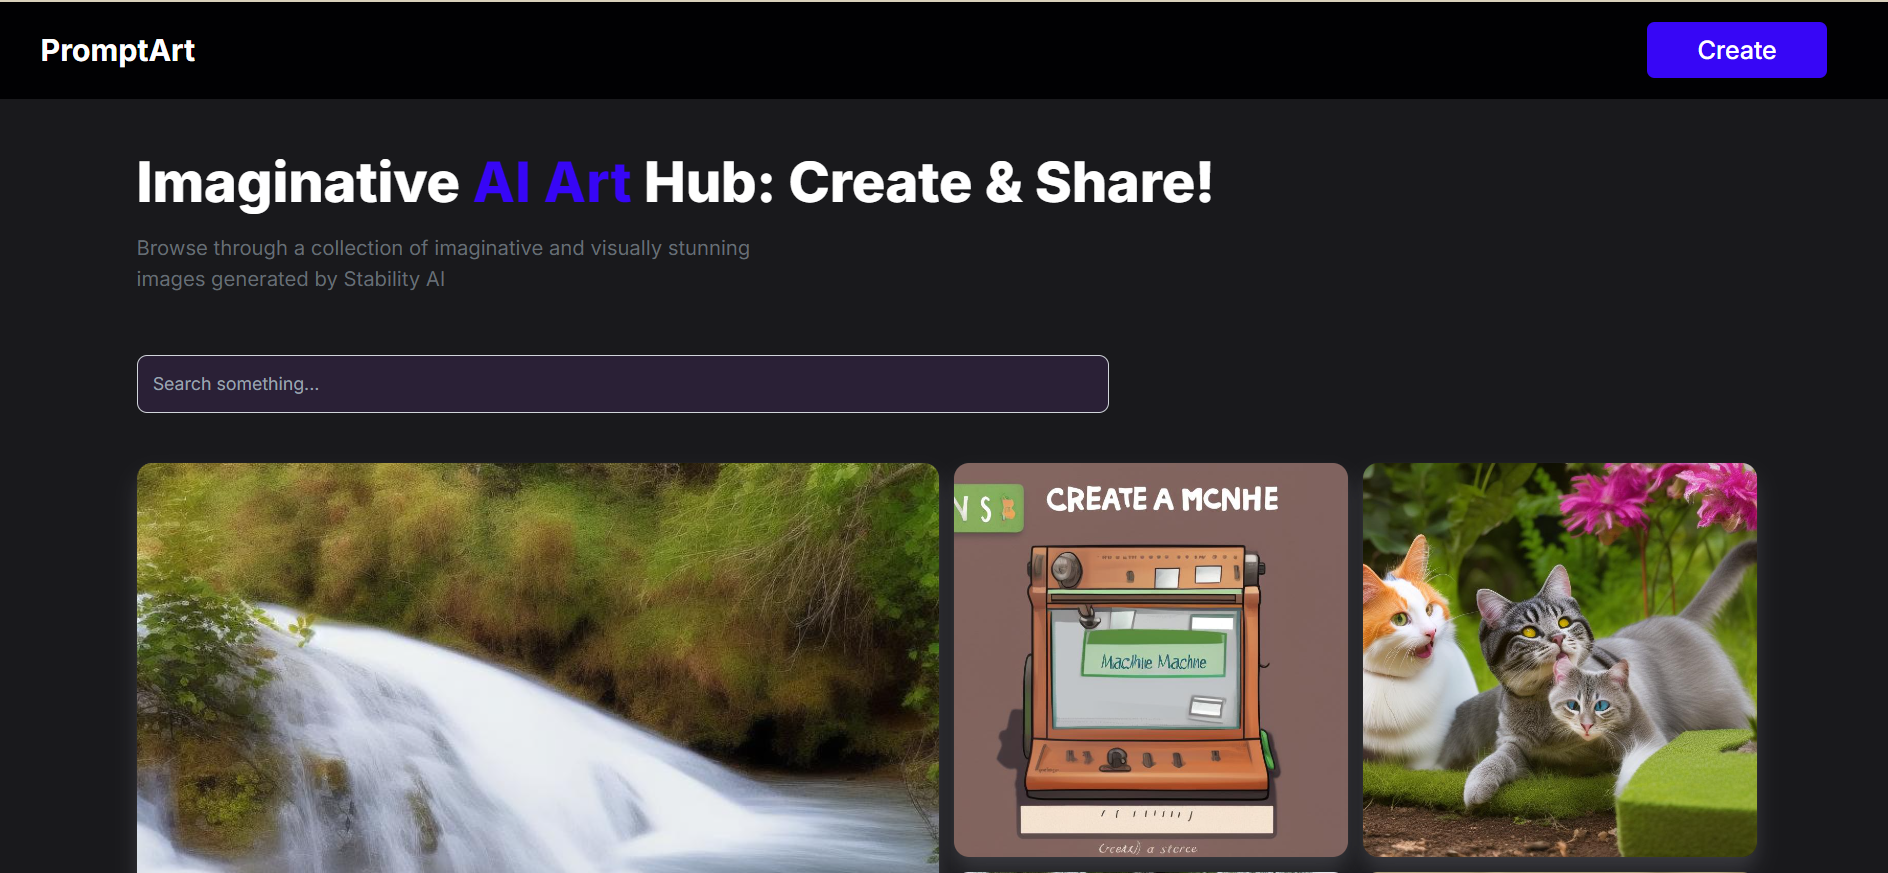 PromptArt
Create
Imaginative AI Art Hub: Create & Share!
Browse through a collection of imaginative and visually stunning
images generated by Stability AI
Search something...
N S
CREATE A MCNHE
Maclhie Machne
a storce